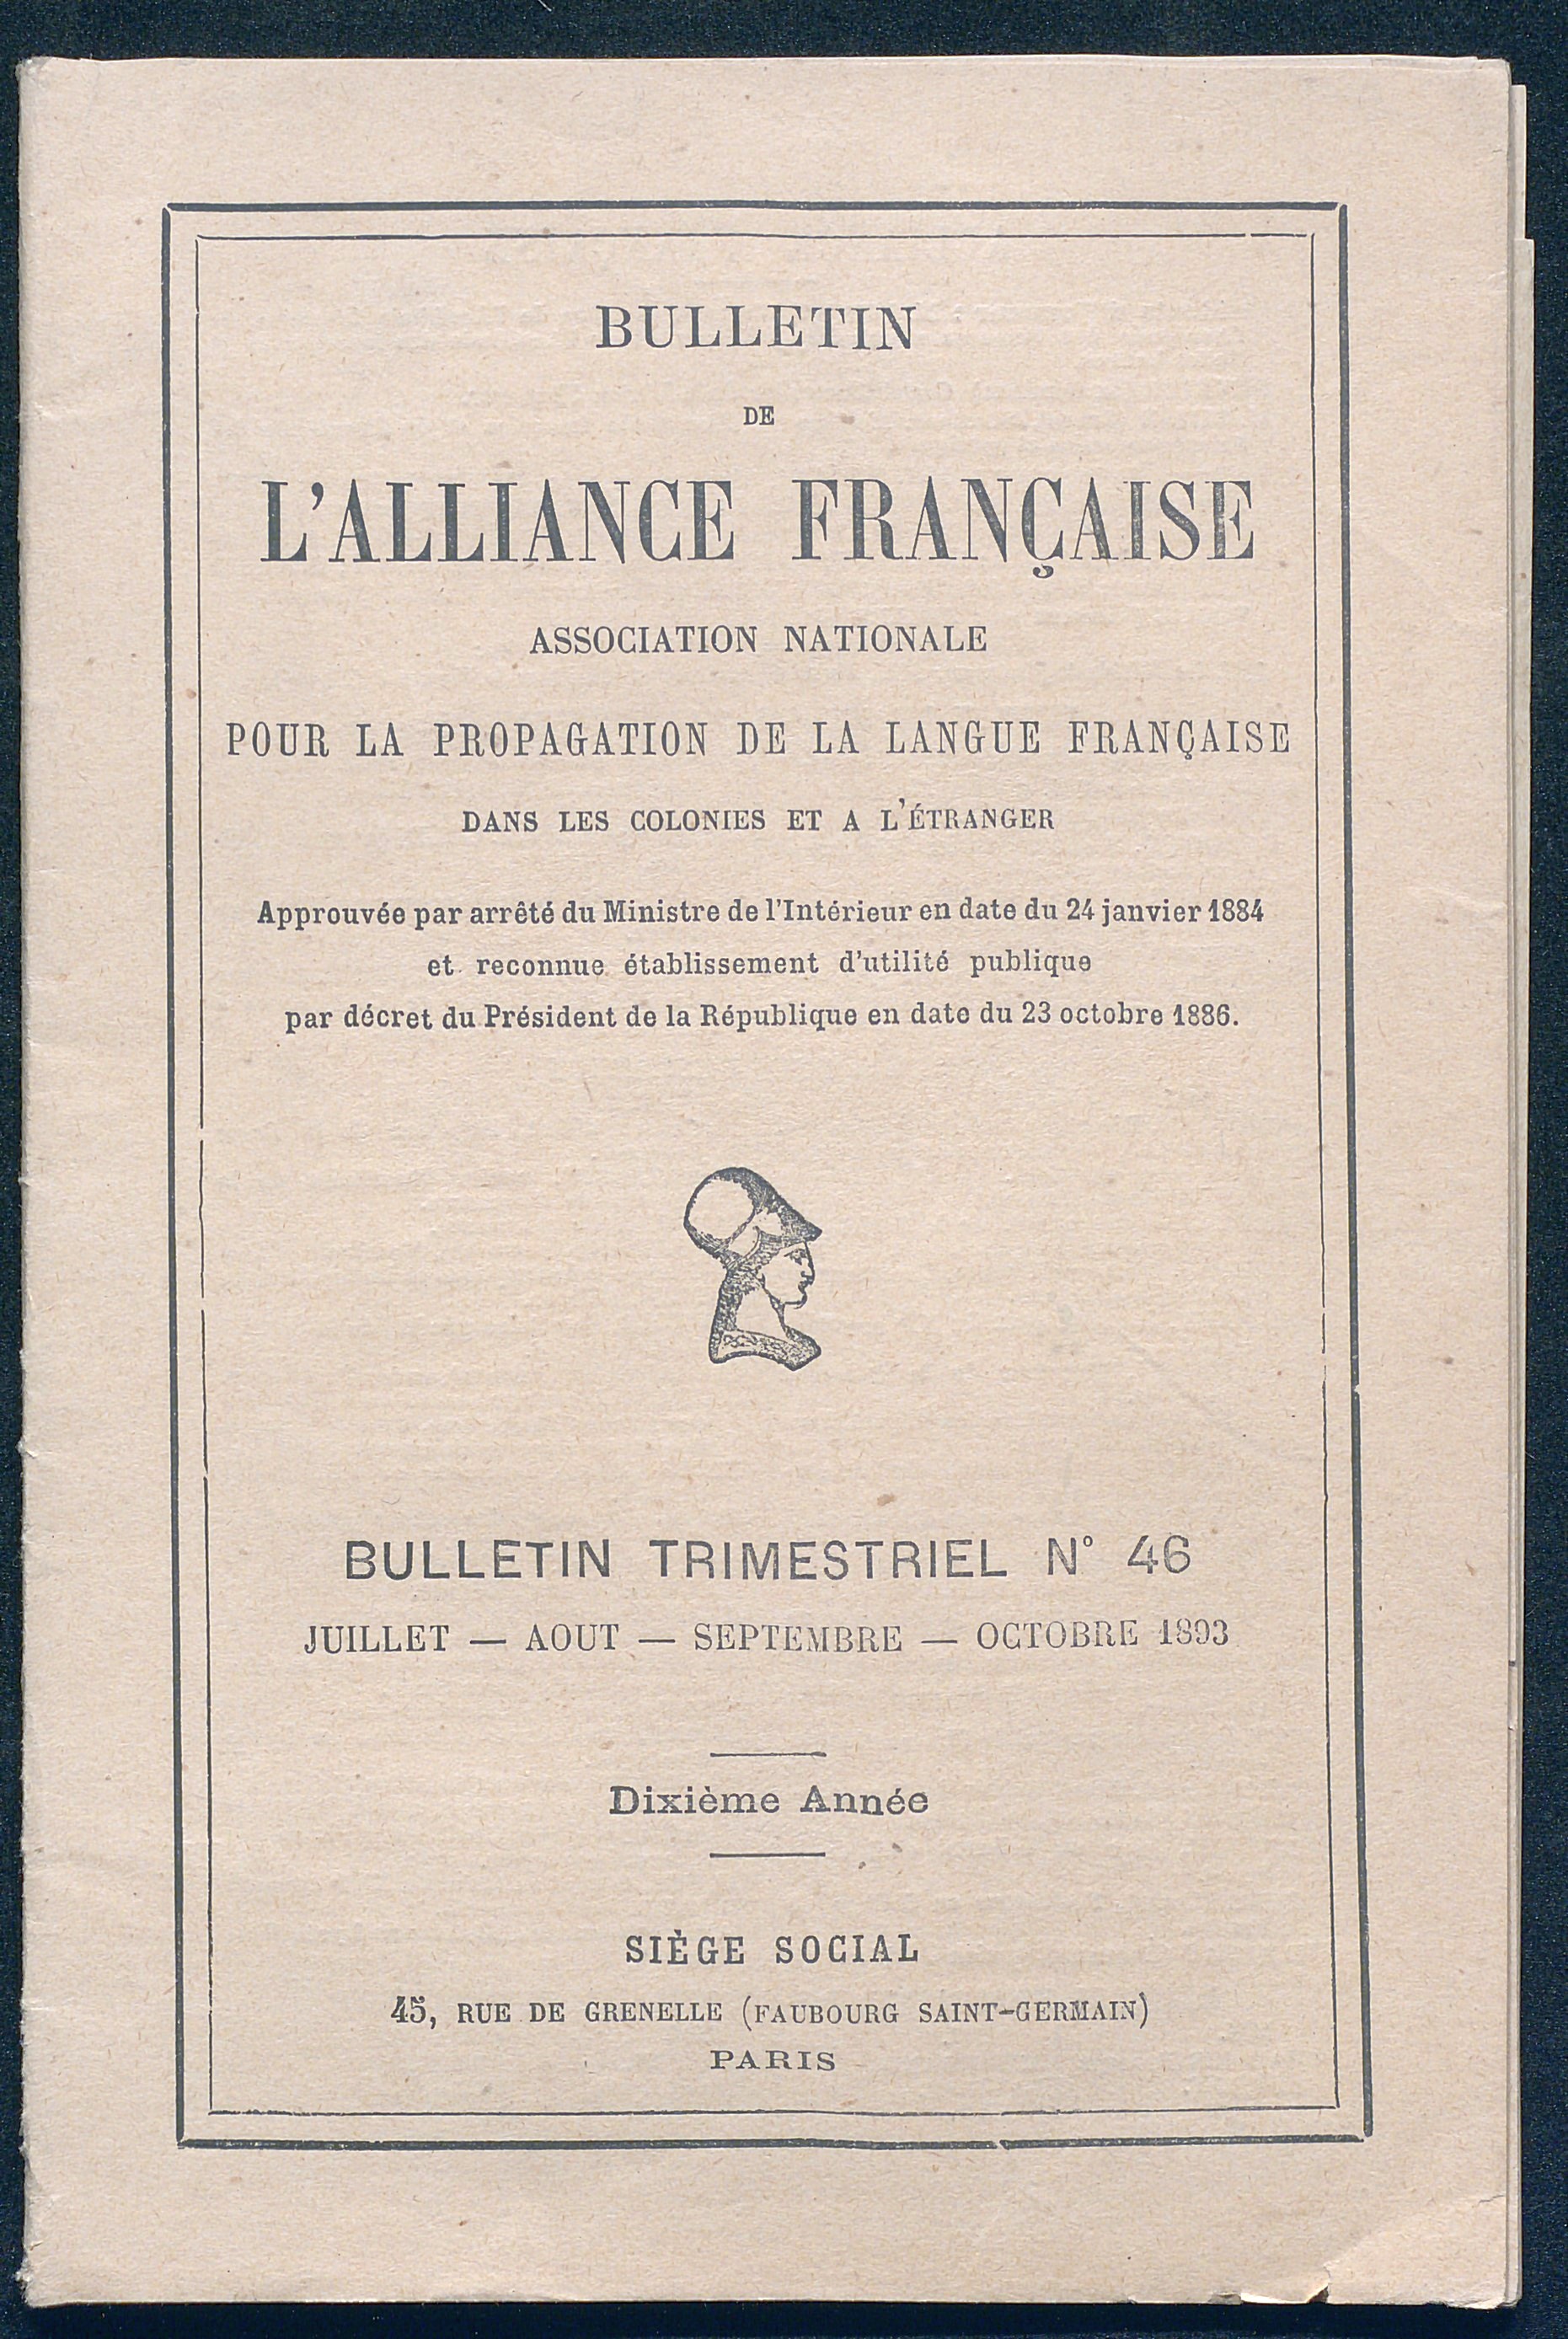 BULLETIN
DE
L'ALLIANCE FRANÇAISE
ASSOCIATION NATIONALE
POUR LA PROPAGATION DE LA LANGUE FRANÇAISE
DANS LES COLONIES ET A L'ÉTRANGER
Approuvée par arrêté du Ministre de l'Intérieur en date du 24 janvier 1884
et reconnue établissement d'utilité publique
par décret du Président de la République en date du 23 octobre 1886.
BULLETIN TRIMESTRIEL N° 46
JUILLET — AOUT — SEPTEMBRE — OCTOBRE 1893
Dixième Année
SIÈGE SOCIAL
45, RUE DE GRENELLE (FAUBOURG SAINT-GERMAIN)
PARIS